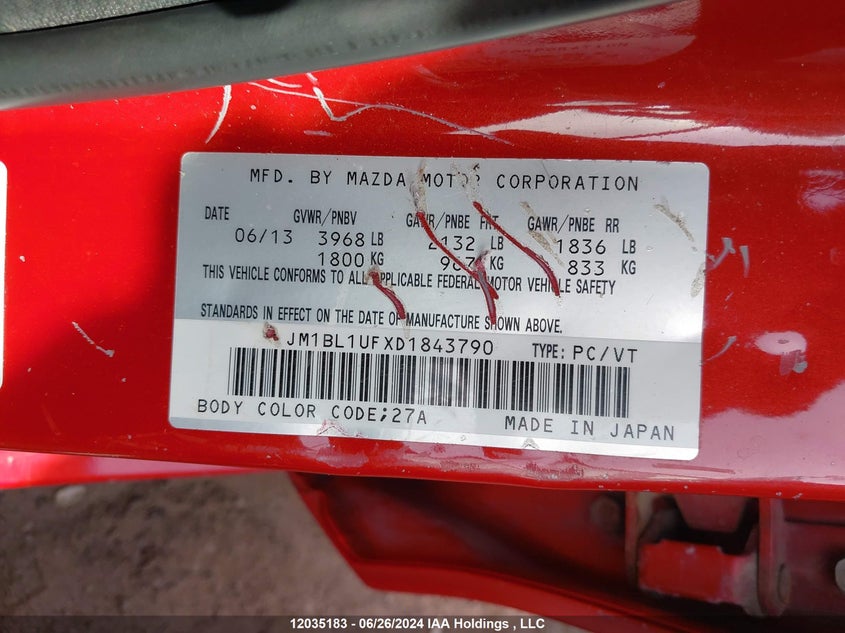 MFD. BY MAZDA MOTOR CORPORATION
DATE GVWR/PNBV GAWR/PNBE FRT GAWR/PNBE RR
06/13 3968 LB 2132 LB 1836 LB
1800 KG 967 KG 833 KG
THIS VEHICLE CONFORMS TO ALL APPLICABLE FEDERAL MOTOR VEHICLE SAFETY
STANDARDS IN EFFECT ON THE DATE OF MANUFACTURE SHOWN ABOVE.
JM1BL1UFXD1843790 TYPE: PC/VT
BODY COLOR CODE;27A MADE IN JAPAN
12035183 - 06/26/2024 IAA Holdings , LLC